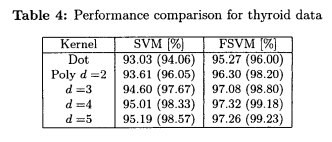 Table 4: Performance comparison for thyroid data
Kernel SVM [%] FSVM [%]
Dot 93.03 (94.06) 95.27 (96.00)
Poly d =2 93.61 (96.05) 96.30 (98.20)
d =3 94.60 (97.67) 97.08 (98.80)
d =4 95.01 (98.33) 97.32 (99.18)
d =5 95.19 (98.57) 97.26 (99.23)